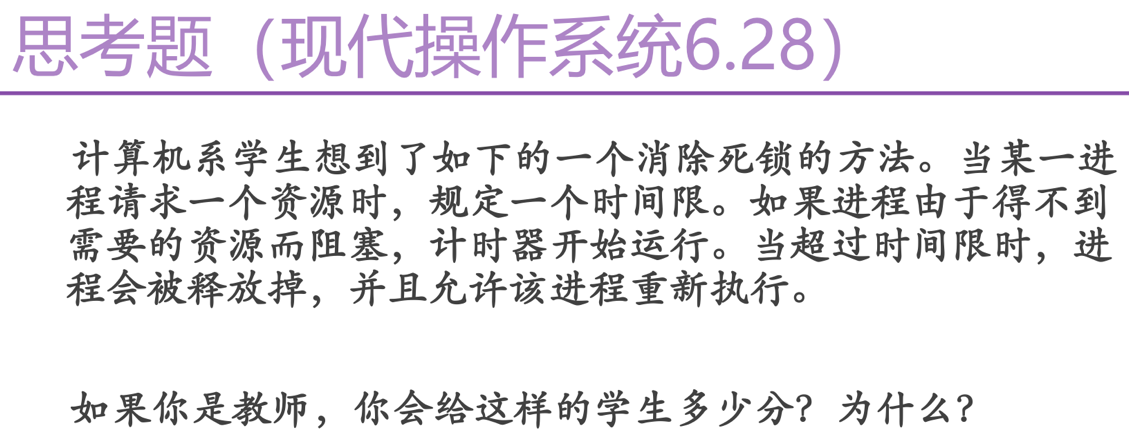 思考题（现代操作系统6.28）
计算机系学生想到了如下的一个消除死锁的方法。当某一进
程请求一个资源时，规定一个时间限。如果进程由于得不到
需要的资源而阻塞，计时器开始运行。当超过时间限时，进
程会被释放掉，并且允许该进程重新执行。
如果你是教师，你会给这样的学生多少分？为什么？